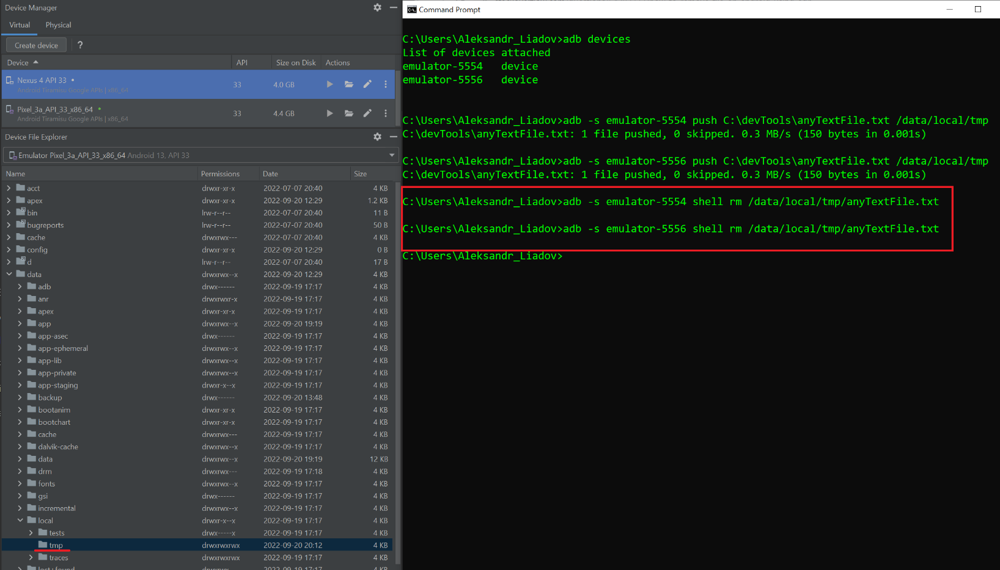 Device Manager
Virtual Physical
Create device ?
Device API Size on Disk Actions
Nexus 4 API 33 33 4.0 GB
Android Tiramisu Google APIs | x86_64
Pixel_3a_API_33_x86_64 33 4.4 GB
Android Tiramisu Google APIs | x86_64
Device File Explorer
Emulator Pixel_3a_API_33_x86_64 Android 13, API 33
Name Permissions Date Size
acct drwxr-xr-x 2022-07-07 20:40 4 KB
apex drwxr-xr-x 2022-09-20 12:29 1.2 KB
bin lrw-r--r-- 2022-07-07 20:40 11 B
bugreports lrw-r--r-- 2022-07-07 20:40 50 B
cache drwxrwx--- 2022-07-07 20:40 4 KB
config drwxr-xr-x 2022-09-20 12:29 0 B
d lrw-r--r-- 2022-07-07 20:40 17 B
data drwxrwx--x 2022-09-20 12:29 4 KB
adb drwx------ 2022-09-19 17:17 4 KB
anr drwxrwxr-x 2022-09-19 17:17 4 KB
apex drwxr-xr-x 2022-09-19 17:17 4 KB
app drwxrwx--x 2022-09-20 19:19 4 KB
app-asec drwx------ 2022-09-19 17:17 4 KB
app-ephemeral drwxrwx--x 2022-09-19 17:17 4 KB
app-lib drwxrwx--x 2022-09-19 17:17 4 KB
app-private drwxrwx--x 2022-09-19 17:17 4 KB
app-staging drwxr-x--x 2022-09-19 17:17 4 KB
backup drwx------ 2022-09-20 13:48 4 KB
bootanim drwxr-xr-x 2022-09-19 17:17 4 KB
bootchart drwxr-xr-x 2022-09-19 17:17 4 KB
cache drwxrwx--- 2022-09-19 17:17 4 KB
dalvik-cache drwxrwx--x 2022-09-19 17:17 4 KB
data drwxrwx--x 2022-09-20 19:19 12 KB
drm drwxrwx--- 2022-09-19 17:18 4 KB
fonts drwxrwx--x 2022-09-19 17:17 4 KB
gsi drwx------ 2022-09-19 17:17 4 KB
incremental drwxrwx--x 2022-09-19 17:17 4 KB
local drwxr-x--x 2022-09-19 17:17 4 KB
tests drwx-----x 2022-09-19 17:17 4 KB
tmp drwxrwxrwx 2022-09-20 20:12 4 KB
traces drwxrwxrwx 2022-09-19 17:17 4 KB
lost+found drwxrwx--- 2022-09-19 17:17 4 KB
Command Prompt
C:\Users\Aleksandr_Liadov>adb devices
List of devices attached
emulator-5554 device
emulator-5556 device
C:\Users\Aleksandr_Liadov>adb -s emulator-5554 push C:\devTools\anyTextFile.txt /data/local/tmp
C:\devTools\anyTextFile.txt: 1 file pushed, 0 skipped. 0.3 MB/s (150 bytes in 0.001s)
C:\Users\Aleksandr_Liadov>adb -s emulator-5556 push C:\devTools\anyTextFile.txt /data/local/tmp
C:\devTools\anyTextFile.txt: 1 file pushed, 0 skipped. 0.3 MB/s (150 bytes in 0.001s)
C:\Users\Aleksandr_Liadov>adb -s emulator-5554 shell rm /data/local/tmp/anyTextFile.txt
C:\Users\Aleksandr_Liadov>adb -s emulator-5556 shell rm /data/local/tmp/anyTextFile.txt
C:\Users\Aleksandr_Liadov>